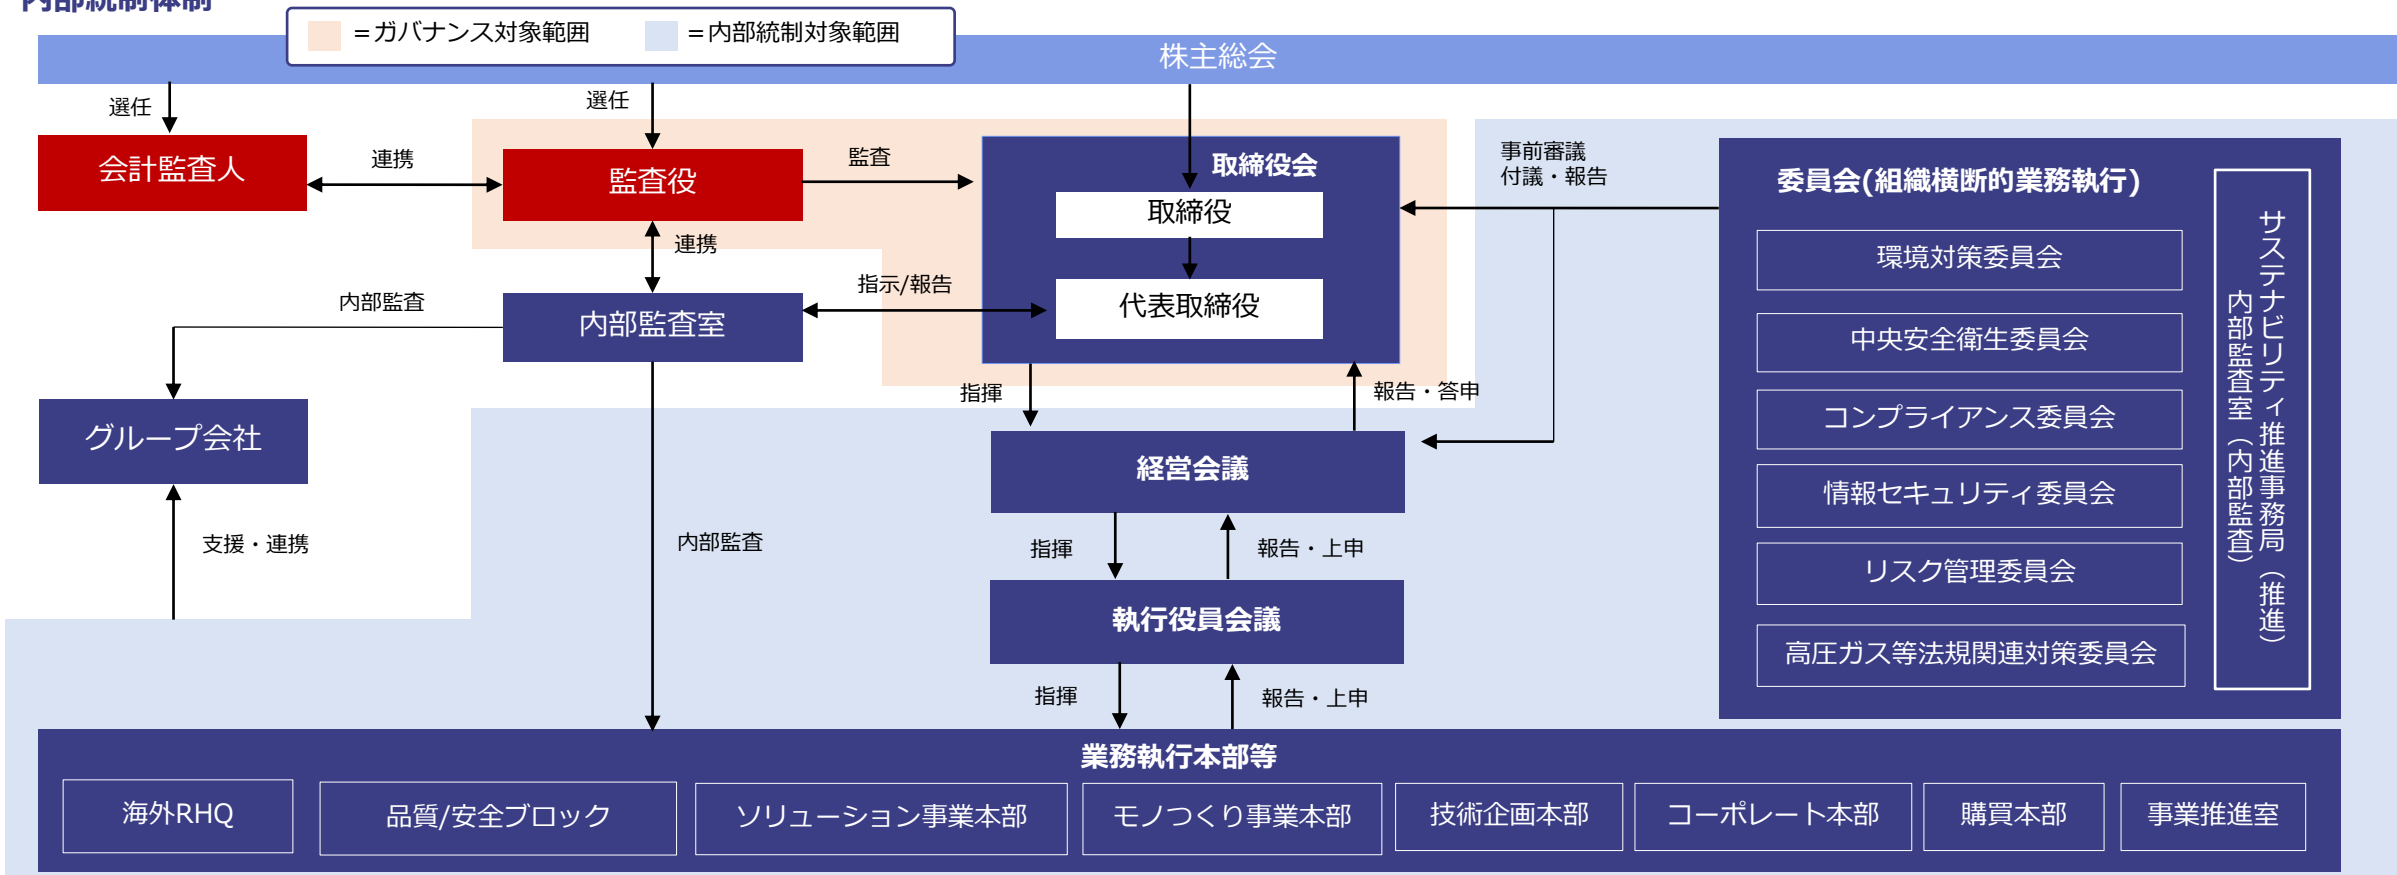 内部統制体制
=ガバナンス対象範囲
=内部統制対象範囲
株主総会
選任
選任
会計監査人
連携
監査役
監査
取締役会
取締役
代表取締役
事前審議
付議・報告
連携
指示/報告
内部監査
内部監査室
グループ会社
指揮
報告・答申
経営会議
支援・連携
内部監査
指揮
報告・上申
執行役員会議
指揮
報告・上申
委員会(組織横断的業務執行)
環境対策委員会
中央安全衛生委員会
コンプライアンス委員会
情報セキュリティ委員会
リスク管理委員会
高圧ガス等法規関連対策委員会
サステナビリティ推進事務局（推進）
内部監査室（内部監査）
業務執行本部等
海外RHQ
品質/安全ブロック
ソリューション事業本部
モノつくり事業本部
技術企画本部
コーポレート本部
購買本部
事業推進室